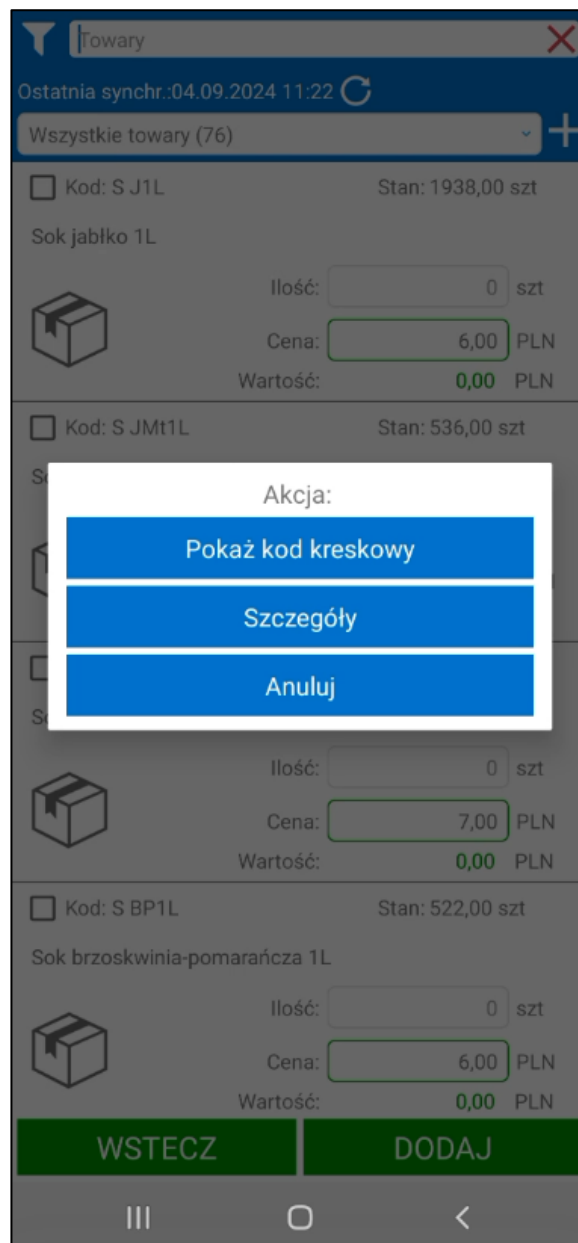 Towary
Ostatnia synchr.:04.09.2024 11:22
Wszystkie towary (76)
Kod: S J1L Stan: 1938,00 szt
Sok jabłko 1L
Ilość: 0 szt
Cena: 6,00 PLN
Wartość: 0,00 PLN
Kod: S JMt1L Stan: 536,00 szt
Akcja:
Pokaż kod kreskowy
Szczegóły
Anuluj
Ilość: 0 szt
Cena: 7,00 PLN
Wartość: 0,00 PLN
Kod: S BP1L Stan: 522,00 szt
Sok brzoskwinia-pomarańcza 1L
Ilość: 0 szt
Cena: 6,00 PLN
Wartość: 0,00 PLN
WSTECZ DODAJ